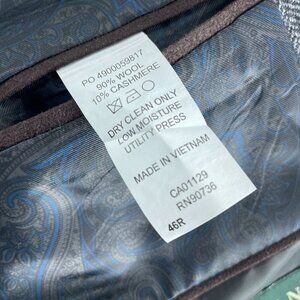 PO 4900059817
90% WOOL
10% CASHMERE
DRY CLEAN ONLY
LOW MOISTURE
UTILITY PRESS
MADE IN VIETNAM
CA01129
RN90736
46R